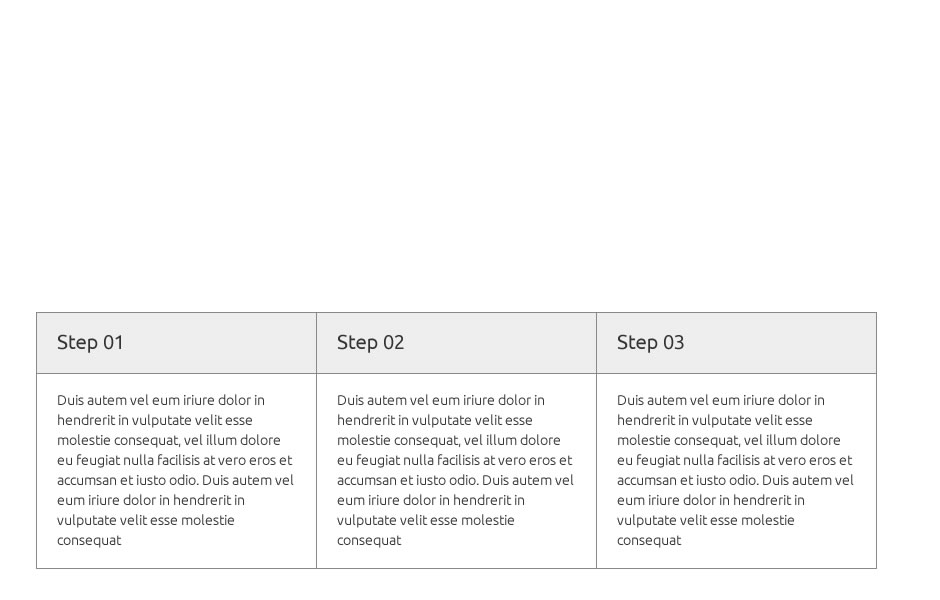 Step 01
Duis autem vel eum iriure dolor in
hendrerit in vulputate velit esse
molestie consequat, vel illum dolore
eu feugiat nulla facilisis at vero eros et
accumsan et iusto odio. Duis autem vel
eum iriure dolor in hendrerit in
vulputate velit esse molestie
consequat
Step 02
Duis autem vel eum iriure dolor in
hendrerit in vulputate velit esse
molestie consequat, vel illum dolore
eu feugiat nulla facilisis at vero eros et
accumsan et iusto odio. Duis autem vel
eum iriure dolor in hendrerit in
vulputate velit esse molestie
consequat
Step 03
Duis autem vel eum iriure dolor in
hendrerit in vulputate velit esse
molestie consequat, vel illum dolore
eu feugiat nulla facilisis at vero eros et
accumsan et iusto odio. Duis autem vel
eum iriure dolor in hendrerit in
vulputate velit esse molestie
consequat